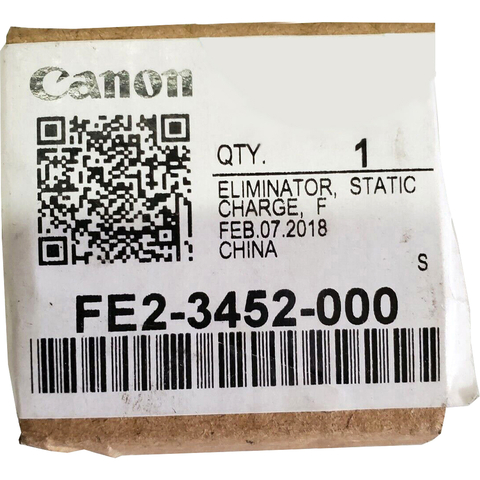 Canon
QTY. 1
ELIMINATOR, STATIC
CHARGE, F
FEB.07.2018
CHINA
S
FE2-3452-000